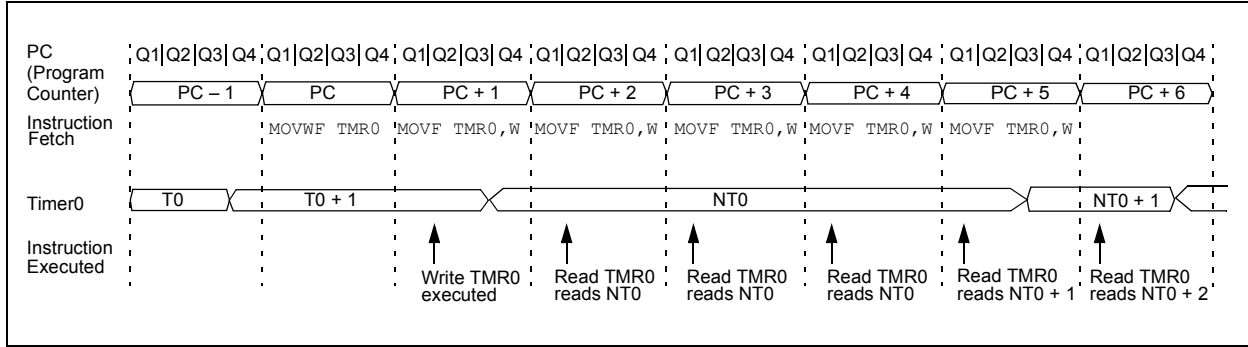 PC (Program Counter)
Q1|Q2|Q3|Q4 Q1|Q2|Q3|Q4 Q1|Q2|Q3|Q4 Q1|Q2|Q3|Q4 Q1|Q2|Q3|Q4 Q1|Q2|Q3|Q4 Q1|Q2|Q3|Q4 Q1|Q2|Q3|Q4
PC – 1 PC PC + 1 PC + 2 PC + 3 PC + 4 PC + 5 PC + 6
Instruction Fetch
MOVWF TMR0 MOVF TMR0,W MOVF TMR0,W MOVF TMR0,W MOVF TMR0,W MOVF TMR0,W
Timer0 T0 T0 + 1 NT0 NT0 + 1
Instruction
Executed
Write TMR0 executed
Read TMR0 reads NT0
Read TMR0 reads NT0
Read TMR0 reads NT0
Read TMR0 reads NT0 + 1
Read TMR0 reads NT0 + 2